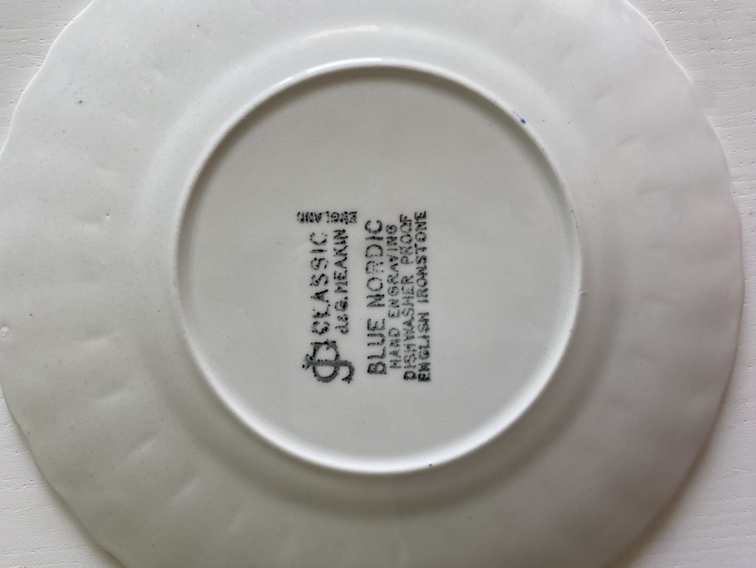 CLASSIC
J&G. MEAKIN
ENGLAND
BLUE NORDIC
HAND ENGRAVING
DISHWASHER PROOF
ENGLISH IRONSTONE